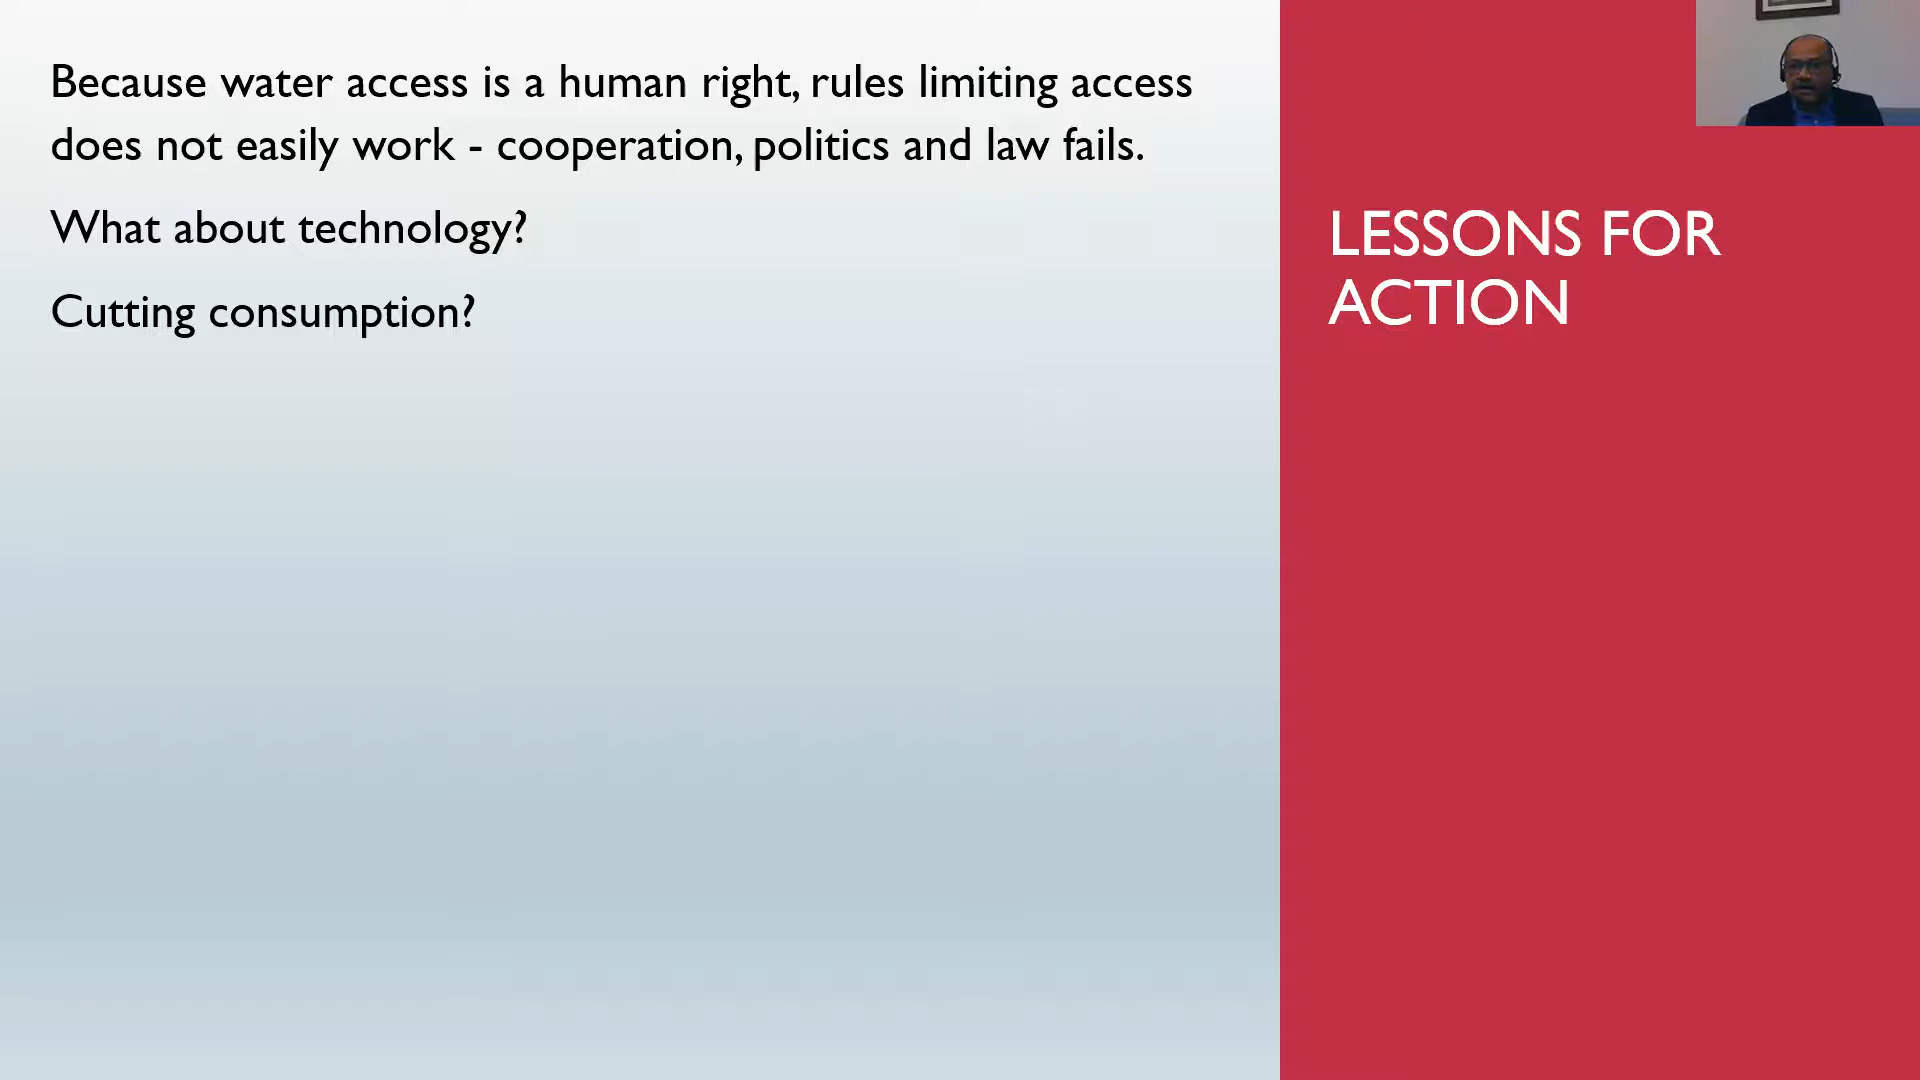 Because water access is a human right, rules limiting access
does not easily work - cooperation, politics and law fails.
What about technology?
Cutting consumption?
LESSONS FOR
ACTION